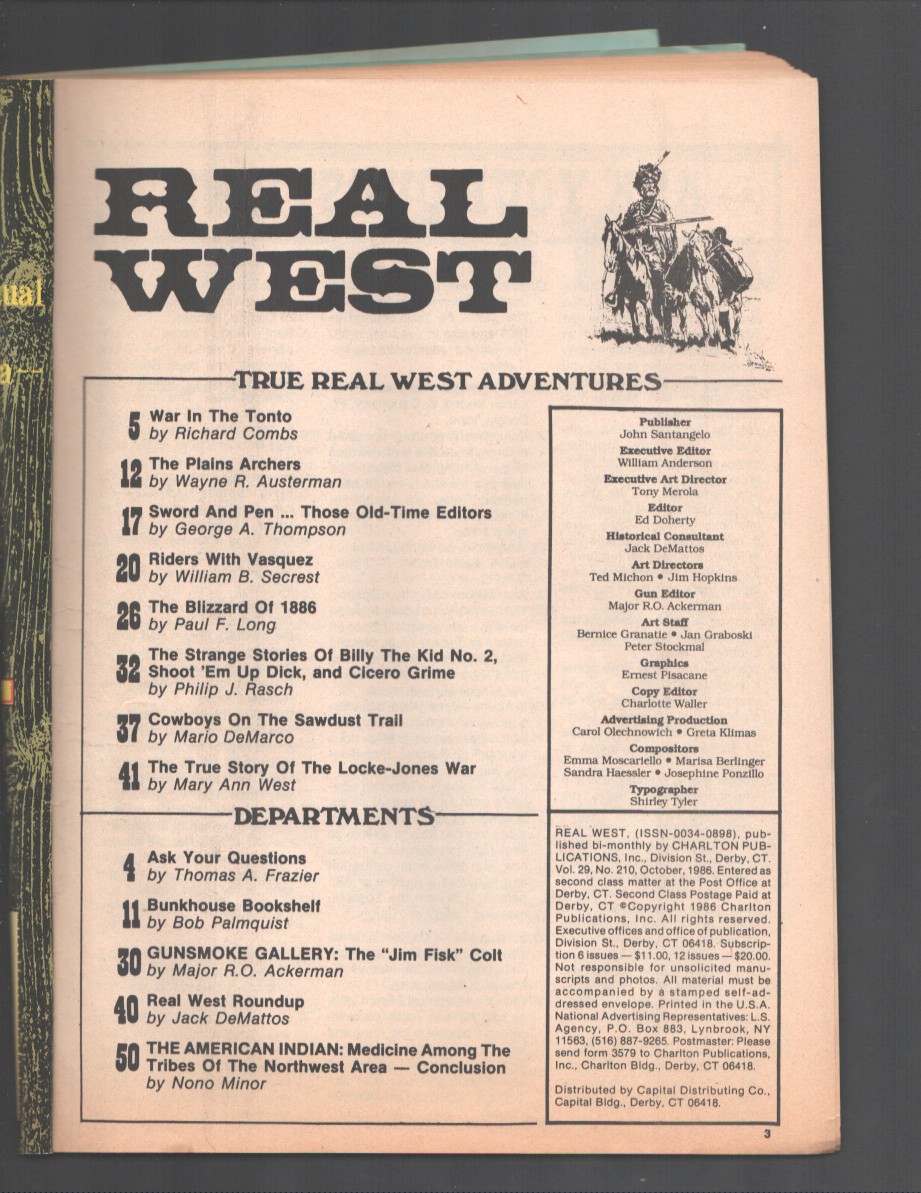 ual
a—
REAL
WEST
TRUE REAL WEST ADVENTURES
5 War In The Tonto
by Richard Combs
12 The Plains Archers
by Wayne R. Austerman
17 Sword And Pen ... Those Old-Time Editors
by George A. Thompson
20 Riders With Vasquez
by William B. Secrest
26 The Blizzard Of 1886
by Paul F. Long
32 The Strange Stories Of Billy The Kid No. 2,
Shoot 'Em Up Dick, and Cicero Grime
by Philip J. Rasch
37 Cowboys On The Sawdust Trail
by Mario DeMarco
41 The True Story Of The Locke-Jones War
by Mary Ann West
DEPARTMENTS
4 Ask Your Questions
by Thomas A. Frazier
11 Bunkhouse Bookshelf
by Bob Palmquist
30 GUNSMOKE GALLERY: The "Jim Fisk" Colt
by Major R.O. Ackerman
40 Real West Roundup
by Jack DeMattos
50 THE AMERICAN INDIAN: Medicine Among The
Tribes Of The Northwest Area — Conclusion
by Nono Minor
Publisher
John Santangelo
Executive Editor
William Anderson
Executive Art Director
Tony Merola
Editor
Ed Doherty
Historical Consultant
Jack DeMattos
Art Directors
Ted Michon • Jim Hopkins
Gun Editor
Major R.O. Ackerman
Art Staff
Bernice Granatie • Jan Graboski
Peter Stockmal
Graphics
Ernest Pisacane
Copy Editor
Charlotte Waller
Advertising Production
Carol Olechnowich • Greta Klimas
Compositors
Emma Moscariello • Marisa Berlinger
Sandra Haessler • Josephine Ponzillo
Typographer
Shirley Tyler
REAL WEST, (ISSN-0034-0898), pub-
lished bi-monthly by CHARLTON PUB-
LICATIONS, Inc., Division St., Derby, CT.
Vol. 29, No. 210, October, 1986. Entered as
second class matter at the Post Office at
Derby, CT. Second Class Postage Paid at
Derby, CT ©Copyright 1986 Charlton
Publications, Inc. All rights reserved.
Executive offices and office of publication,
Division St., Derby, CT 06418. Subscrip-
tion 6 issues — $11.00, 12 issues — $20.00.
Not responsible for unsolicited manu-
scripts and photos. All material must be
accompanied by a stamped self-ad-
dressed envelope. Printed in the U.S.A.
National Advertising Representatives: L.S.
Agency, P.O. Box 883, Lynbrook, NY
11563, (516) 887-9265. Postmaster: Please
send form 3579 to Charlton Publications,
Inc., Charlton Bldg., Derby, CT 06418.
Distributed by Capital Distributing Co.,
Capital Bldg., Derby, CT 06418.
3